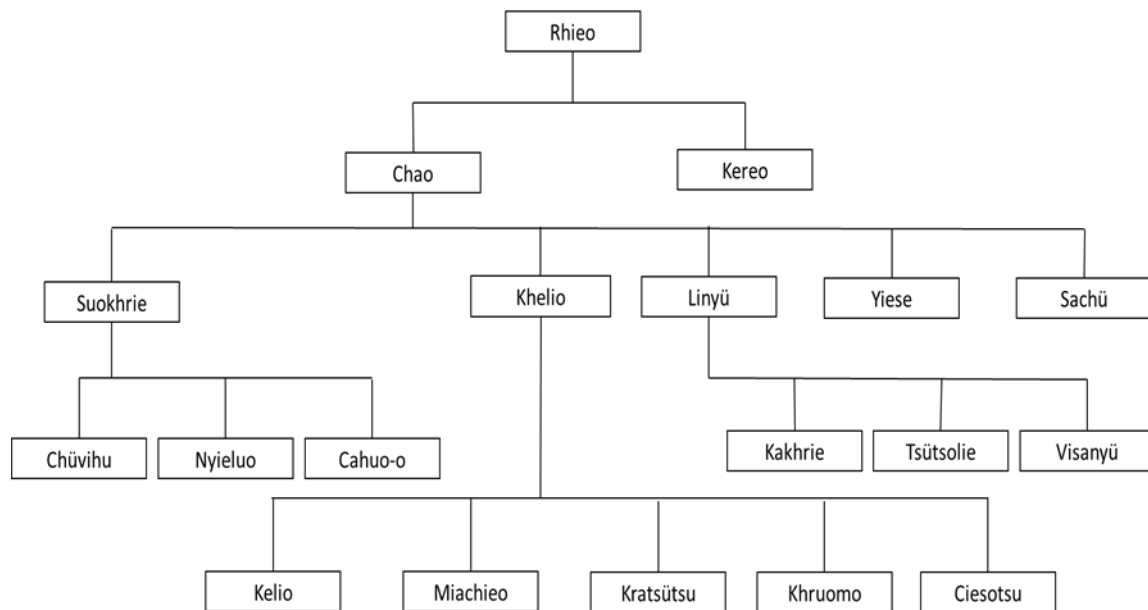 Rhieo
Chao
Kereo
Suokhrie
Khelio
Linyü
Yiese
Sachü
Chüvihu
Nyieluo
Cahuo-o
Kakhrie
Tsütsolie
Visanyü
Kelio
Miachieo
Kratsütsu
Khruomo
Ciesotsu